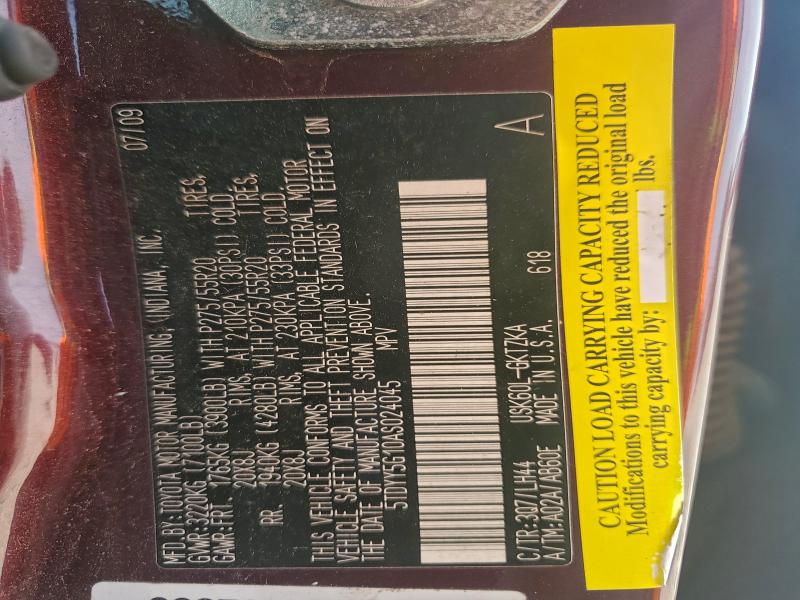 MFD.BY:TOYOTA MOTOR MANUFACTURING, INDIANA, INC. 07/09
GVWR:3220KG(7100LB)
GAWR:FRT 1765KG(3900LB) WITH P275/55R20 TIRES,
20X8J RIMS, AT 210KPA(30PSI) COLD
RR. 1940KG(4280LB) WITH P275/55R20 TIRES,
20X8J RIMS, AT 230KPA(33PSI) COLD
THIS VEHICLE CONFORMS TO ALL APPLICABLE FEDERAL MOTOR
VEHICLE SAFETY AND THEFT PREVENTION STANDARDS IN EFFECT ON
THE DATE OF MANUFACTURE SHOWN ABOVE.
5TDYY5G10AS024045 MPV
C/TR:3Q7/LH44 USK60L-GKTZKA
A/TM:A02A/AB60E MADE IN U.S.A. 618 A
CAUTION LOAD CARRYING CAPACITY REDUCED
Modifications to this vehicle have reduced the original load
carrying capacity by: lbs.